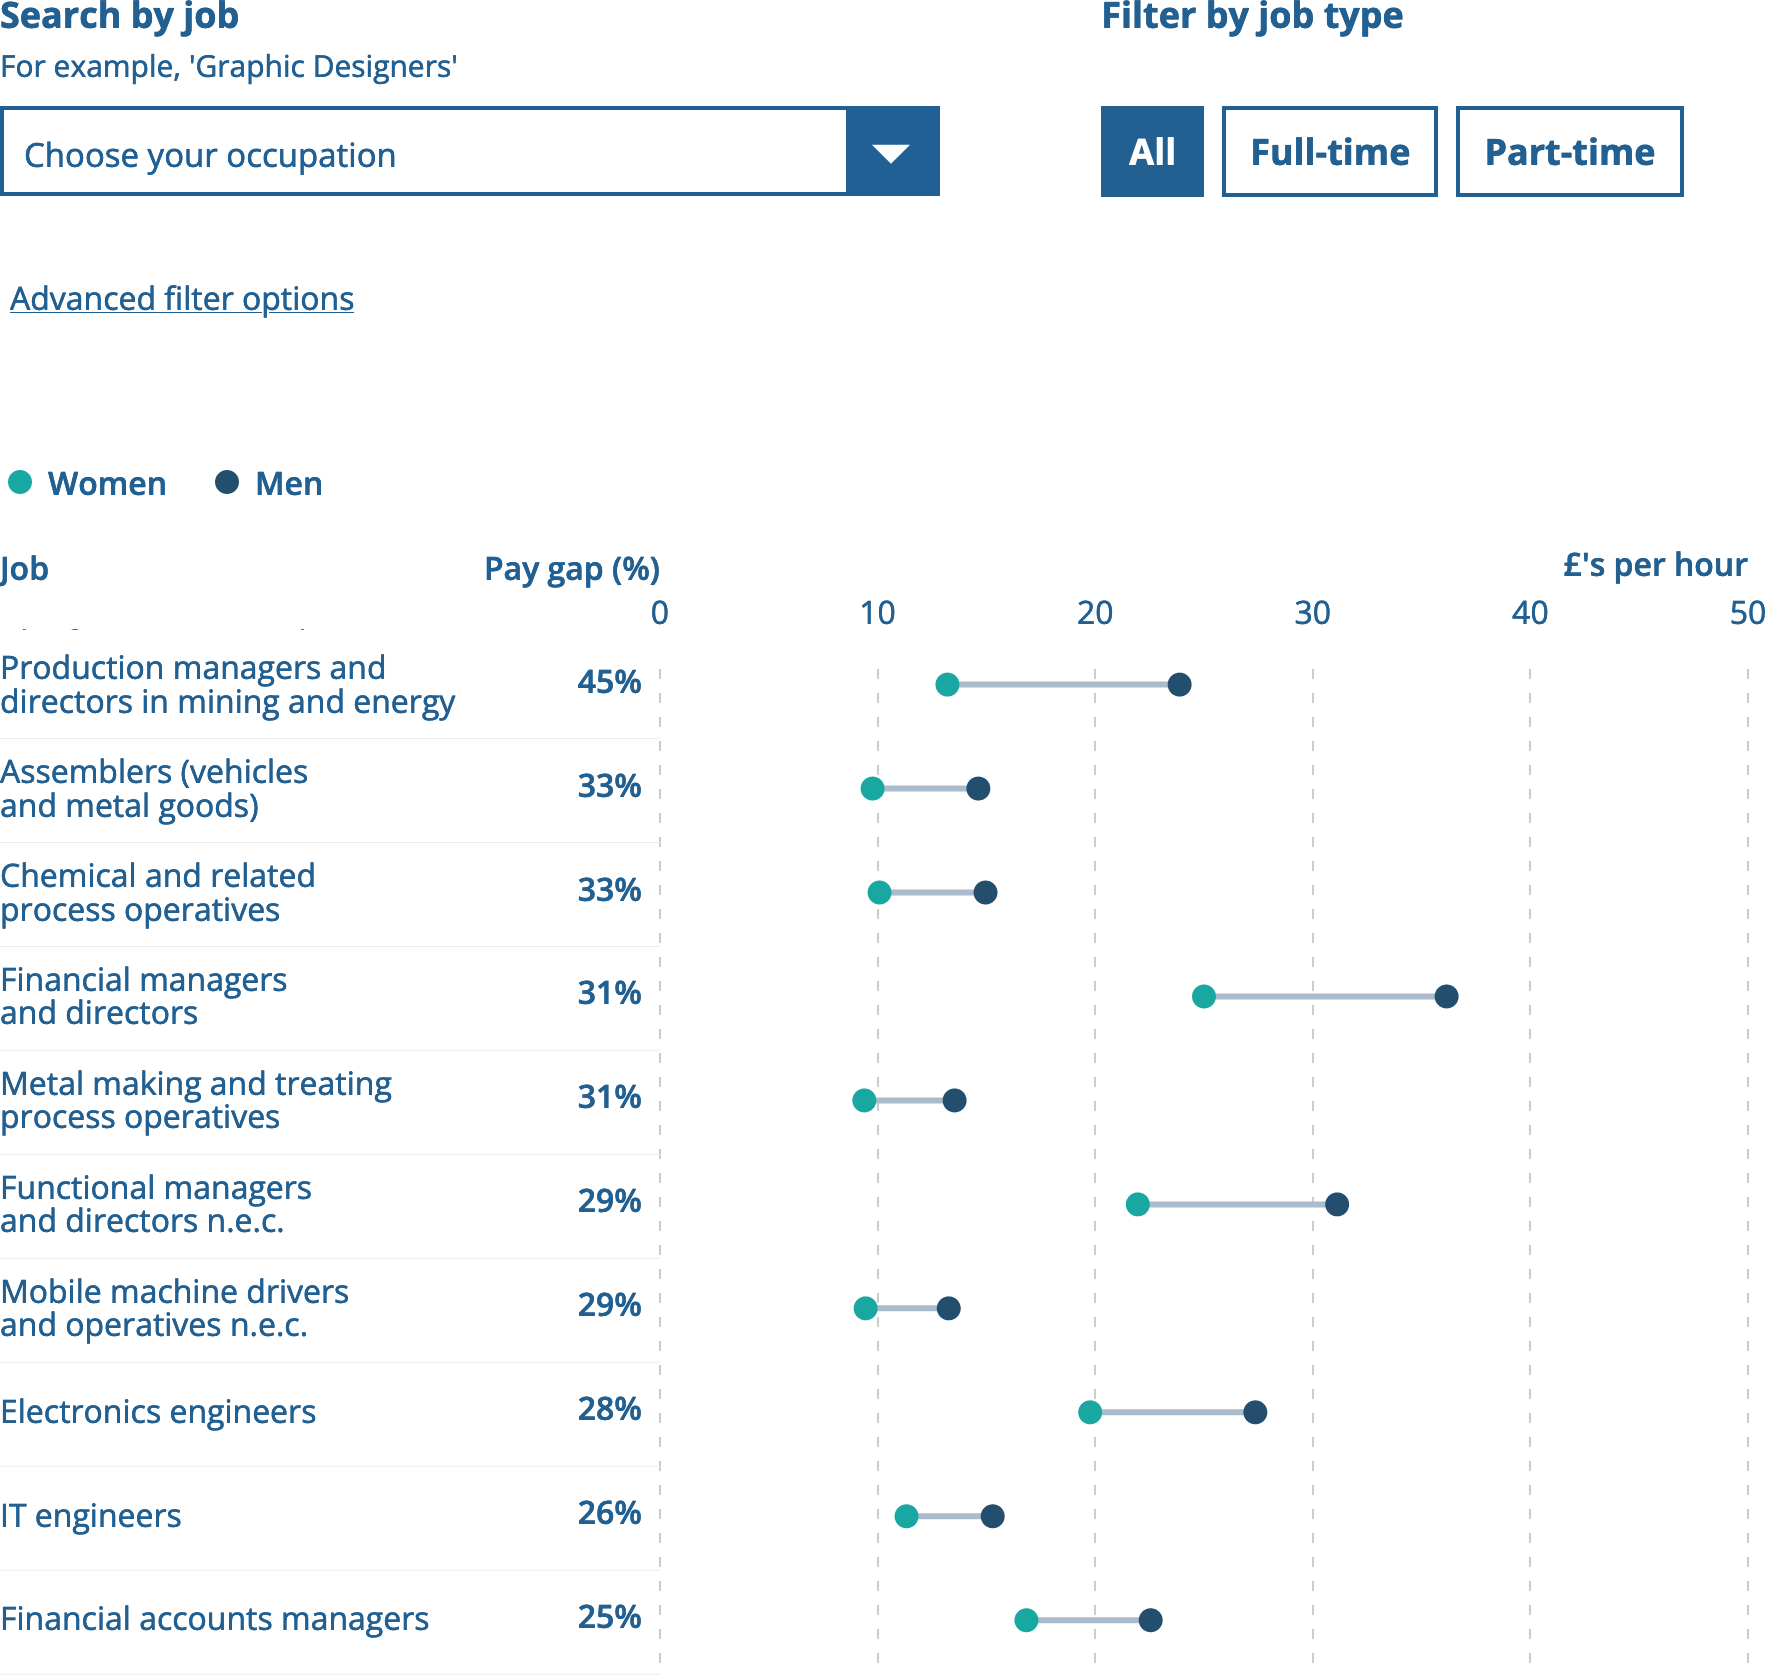 Search by job
For example, 'Graphic Designers'
Choose your occupation
Filter by job type
All
Full-time
Part-time
Advanced filter options
Women
Men
Job
Pay gap (%)
£'s per hour
0
10
20
30
40
50
Production managers and
directors in mining and energy
45%
Assemblers (vehicles
and metal goods)
33%
Chemical and related
process operatives
33%
Financial managers
and directors
31%
Metal making and treating
process operatives
31%
Functional managers
and directors n.e.c.
29%
Mobile machine drivers
and operatives n.e.c.
29%
Electronics engineers
28%
IT engineers
26%
Financial accounts managers
25%